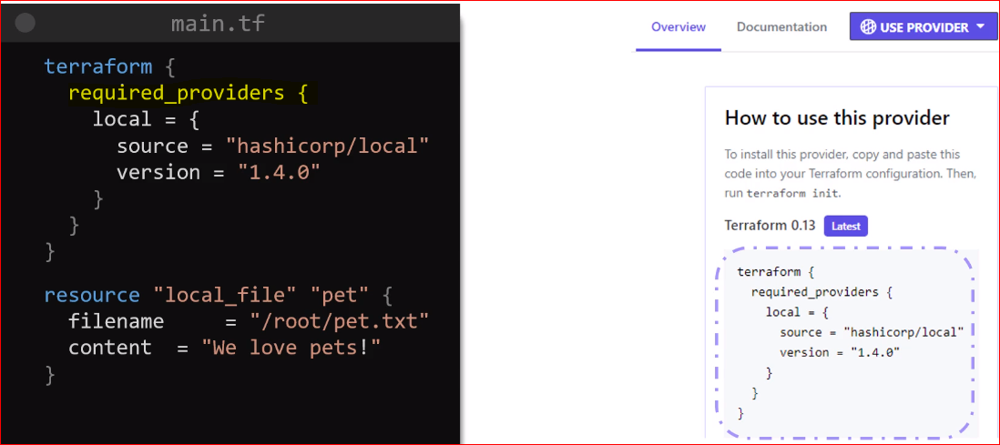 main.tf
terraform {
required_providers {
local = {
source = "hashicorp/local"
version = "1.4.0"
}
}
}
resource "local_file" "pet" {
filename = "/root/pet.txt"
content = "We love pets!"
}
Overview Documentation USE PROVIDER
How to use this provider
To install this provider, copy and paste this
code into your Terraform configuration. Then,
run terraform init.
Terraform 0.13 Latest
terraform {
required_providers {
local = {
source = "hashicorp/local"
version = "1.4.0"
}
}
}